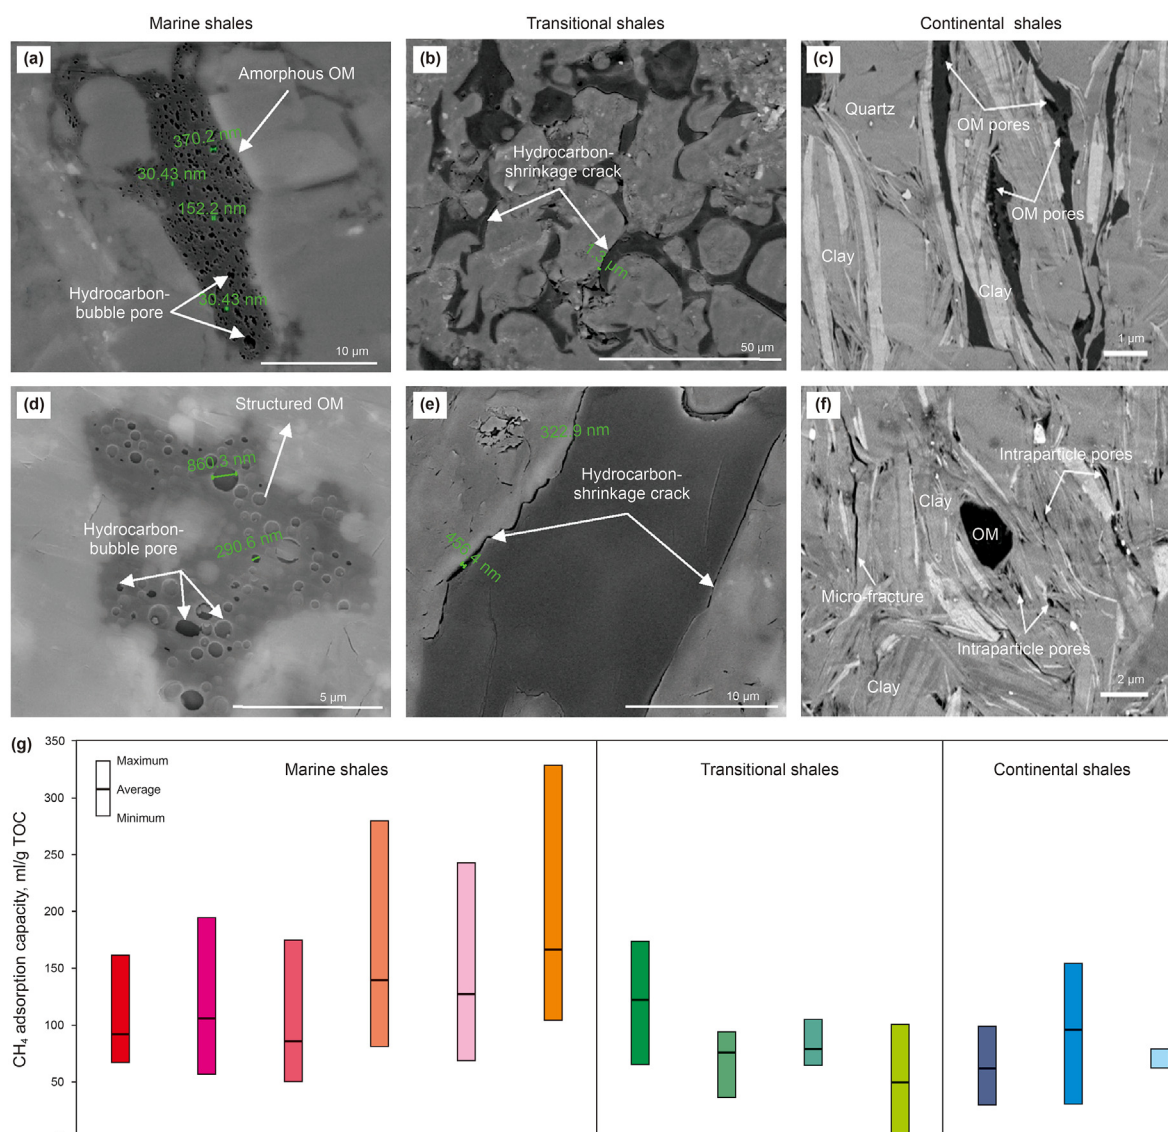 Marine shales
Transitional shales
Continental shales
(a)
Amorphous OM
370.2 nm
30.43 nm
152.2 nm
Hydrocarbon-
bubble pore
30.43 nm
10 µm
(b)
Hydrocarbon-
shrinkage crack
1.3 µm
50 µm
(c)
Quartz
OM pores
OM pores
Clay
Clay
1 µm
(d)
Structured OM
860.3 nm
Hydrocarbon-
bubble pore
290.6 nm
5 µm
(e)
322.9 nm
Hydrocarbon-
shrinkage crack
10 µm
(f)
Intraparticle pores
Clay
OM
Micro-fracture
Intraparticle pores
Clay
2 µm
(g)
CH₄ adsorption capacity, ml/g TOC
350
300
250
200
150
100
50
Maximum
Average
Minimum
Marine shales
Transitional shales
Continental shales